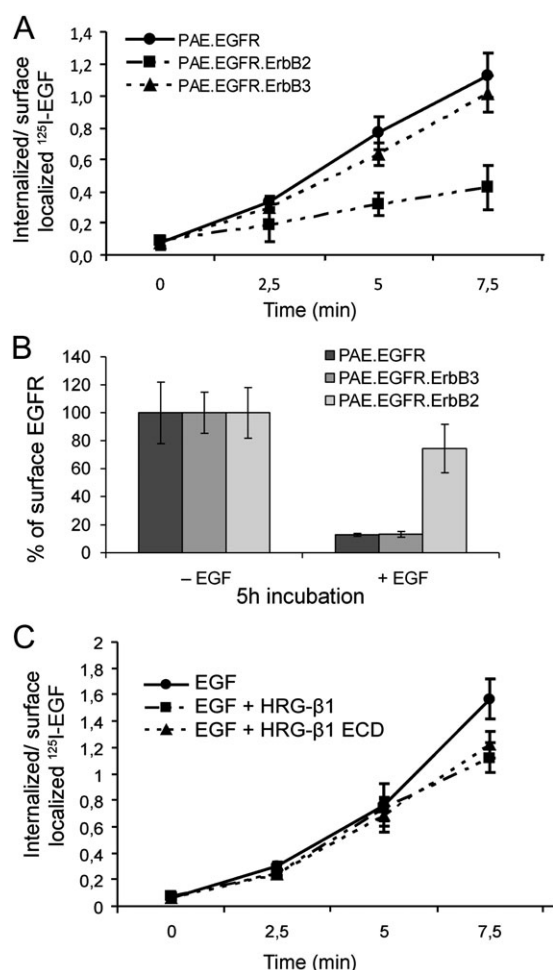 A
PAE.EGFR
PAE.EGFR.ErbB2
PAE.EGFR.ErbB3
Internalized/ surface
localized ¹²⁵I-EGF
1,4
1,2
1,0
0,8
0,6
0,4
0,2
0,0
0 2,5 5 7,5
Time (min)
B
PAE.EGFR
PAE.EGFR.ErbB3
PAE.EGFR.ErbB2
% of surface EGFR
140
120
100
80
60
40
20
0
– EGF + EGF
5h incubation
C
EGF
EGF + HRG-β1
EGF + HRG-β1 ECD
Internalized/ surface
localized ¹²⁵I-EGF
2
1,8
1,6
1,4
1,2
1
0,8
0,6
0,4
0,2
0
0 2,5 5 7,5
Time (min)